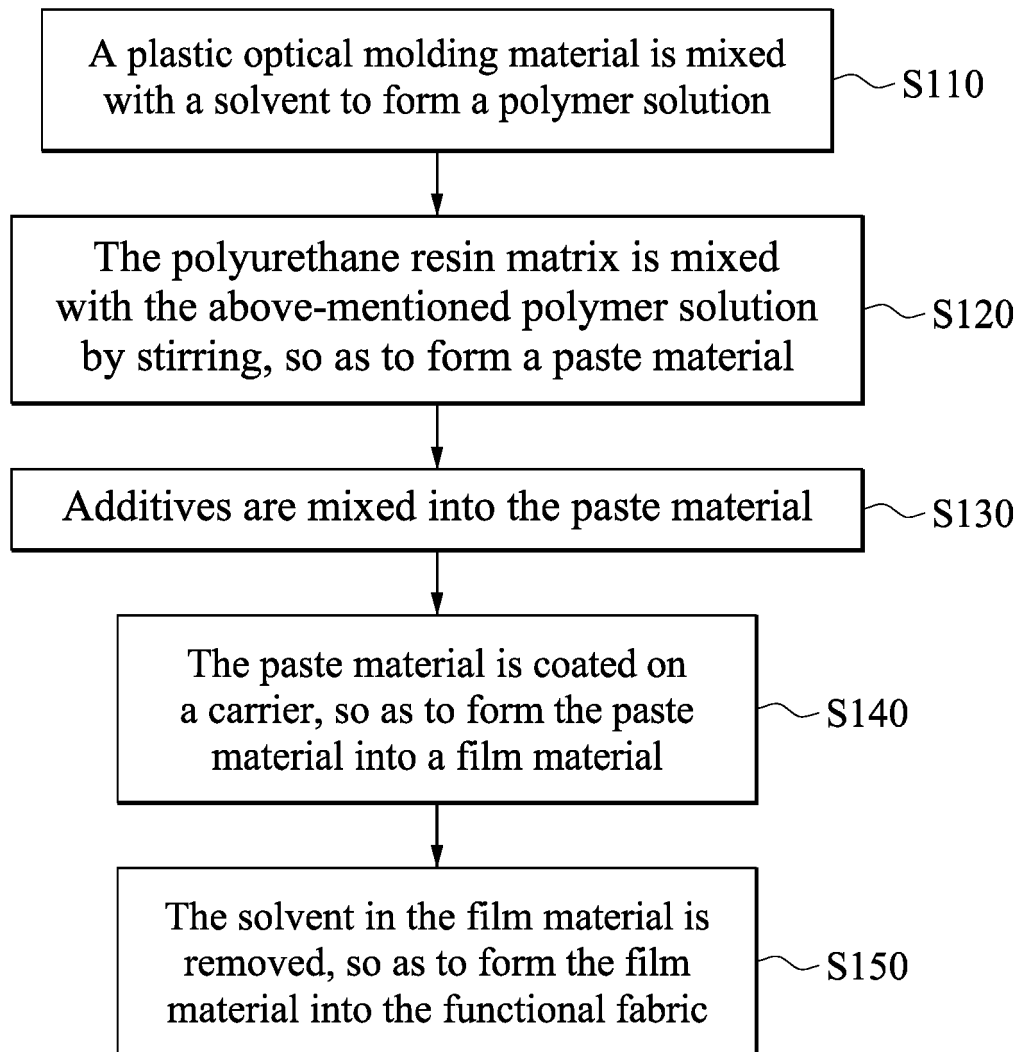 A plastic optical molding material is mixed
with a solvent to form a polymer solution
S110
The polyurethane resin matrix is mixed
with the above-mentioned polymer solution
by stirring, so as to form a paste material
S120
Additives are mixed into the paste material
S130
The paste material is coated on
a carrier, so as to form the paste
material into a film material
S140
The solvent in the film material is
removed, so as to form the film
material into the functional fabric
S150